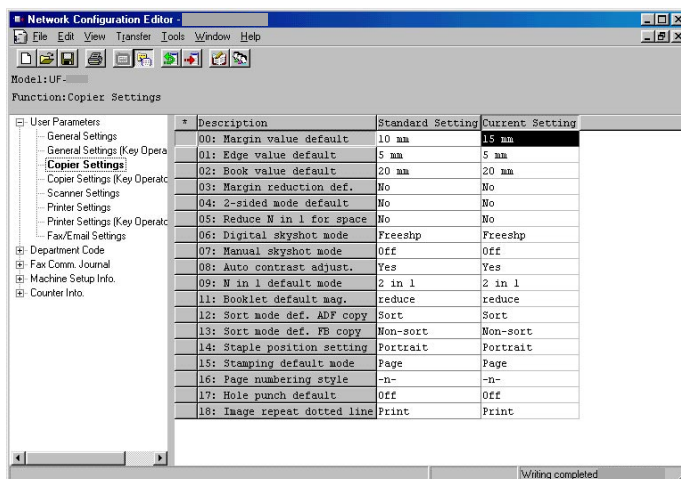 Network Configuration Editor -
File Edit View Transfer Tools Window Help
Model:UF-
Function:Copier Settings
User Parameters
General Settings
General Settings (Key Opera
Copier Settings
Copier Settings (Key Operatc
Scanner Settings
Printer Settings
Printer Settings (Key Operatc
Fax/Email Settings
Department Code
Fax Comm. Journal
Machine Setup Info.
Counter Into.
* Description Standard Setting Current Setting
00: Margin value default 10 mm 15 mm
01: Edge value default 5 mm 5 mm
02: Book value default 20 mm 20 mm
03: Margin reduction def. No No
04: 2-sided mode default No No
05: Reduce N in 1 for space No No
06: Digital skyshot mode Freeshp Freeshp
07: Manual skyshot mode Off Off
08: Auto contrast adjust. Yes Yes
09: N in 1 default mode 2 in 1 2 in 1
11: Booklet default mag. reduce reduce
12: Sort mode def. ADF copy Sort Sort
13: Sort mode def. FB copy Non-sort Non-sort
14: Staple position setting Portrait Portrait
15: Stamping default mode Page Page
16: Page numbering style -n- -n-
17: Hole punch default Off Off
18: Image repeat dotted line Print Print
Writing completed